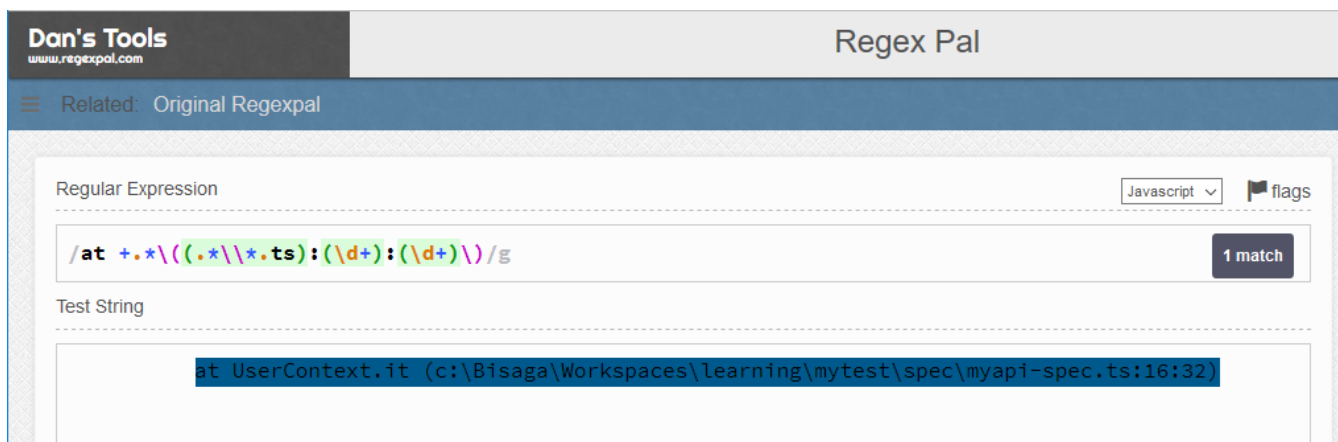 Dan's Tools
www.regexpal.com
Regex Pal
Related: Original Regexpal
Regular Expression
Javascript
flags
/at +.*\((.*\\*.ts):(\d+):(\d+)\)/g
1 match
Test String
at UserContext.it (c:\Bisaga\Workspaces\learning\mytest\spec\myapi-spec.ts:16:32)